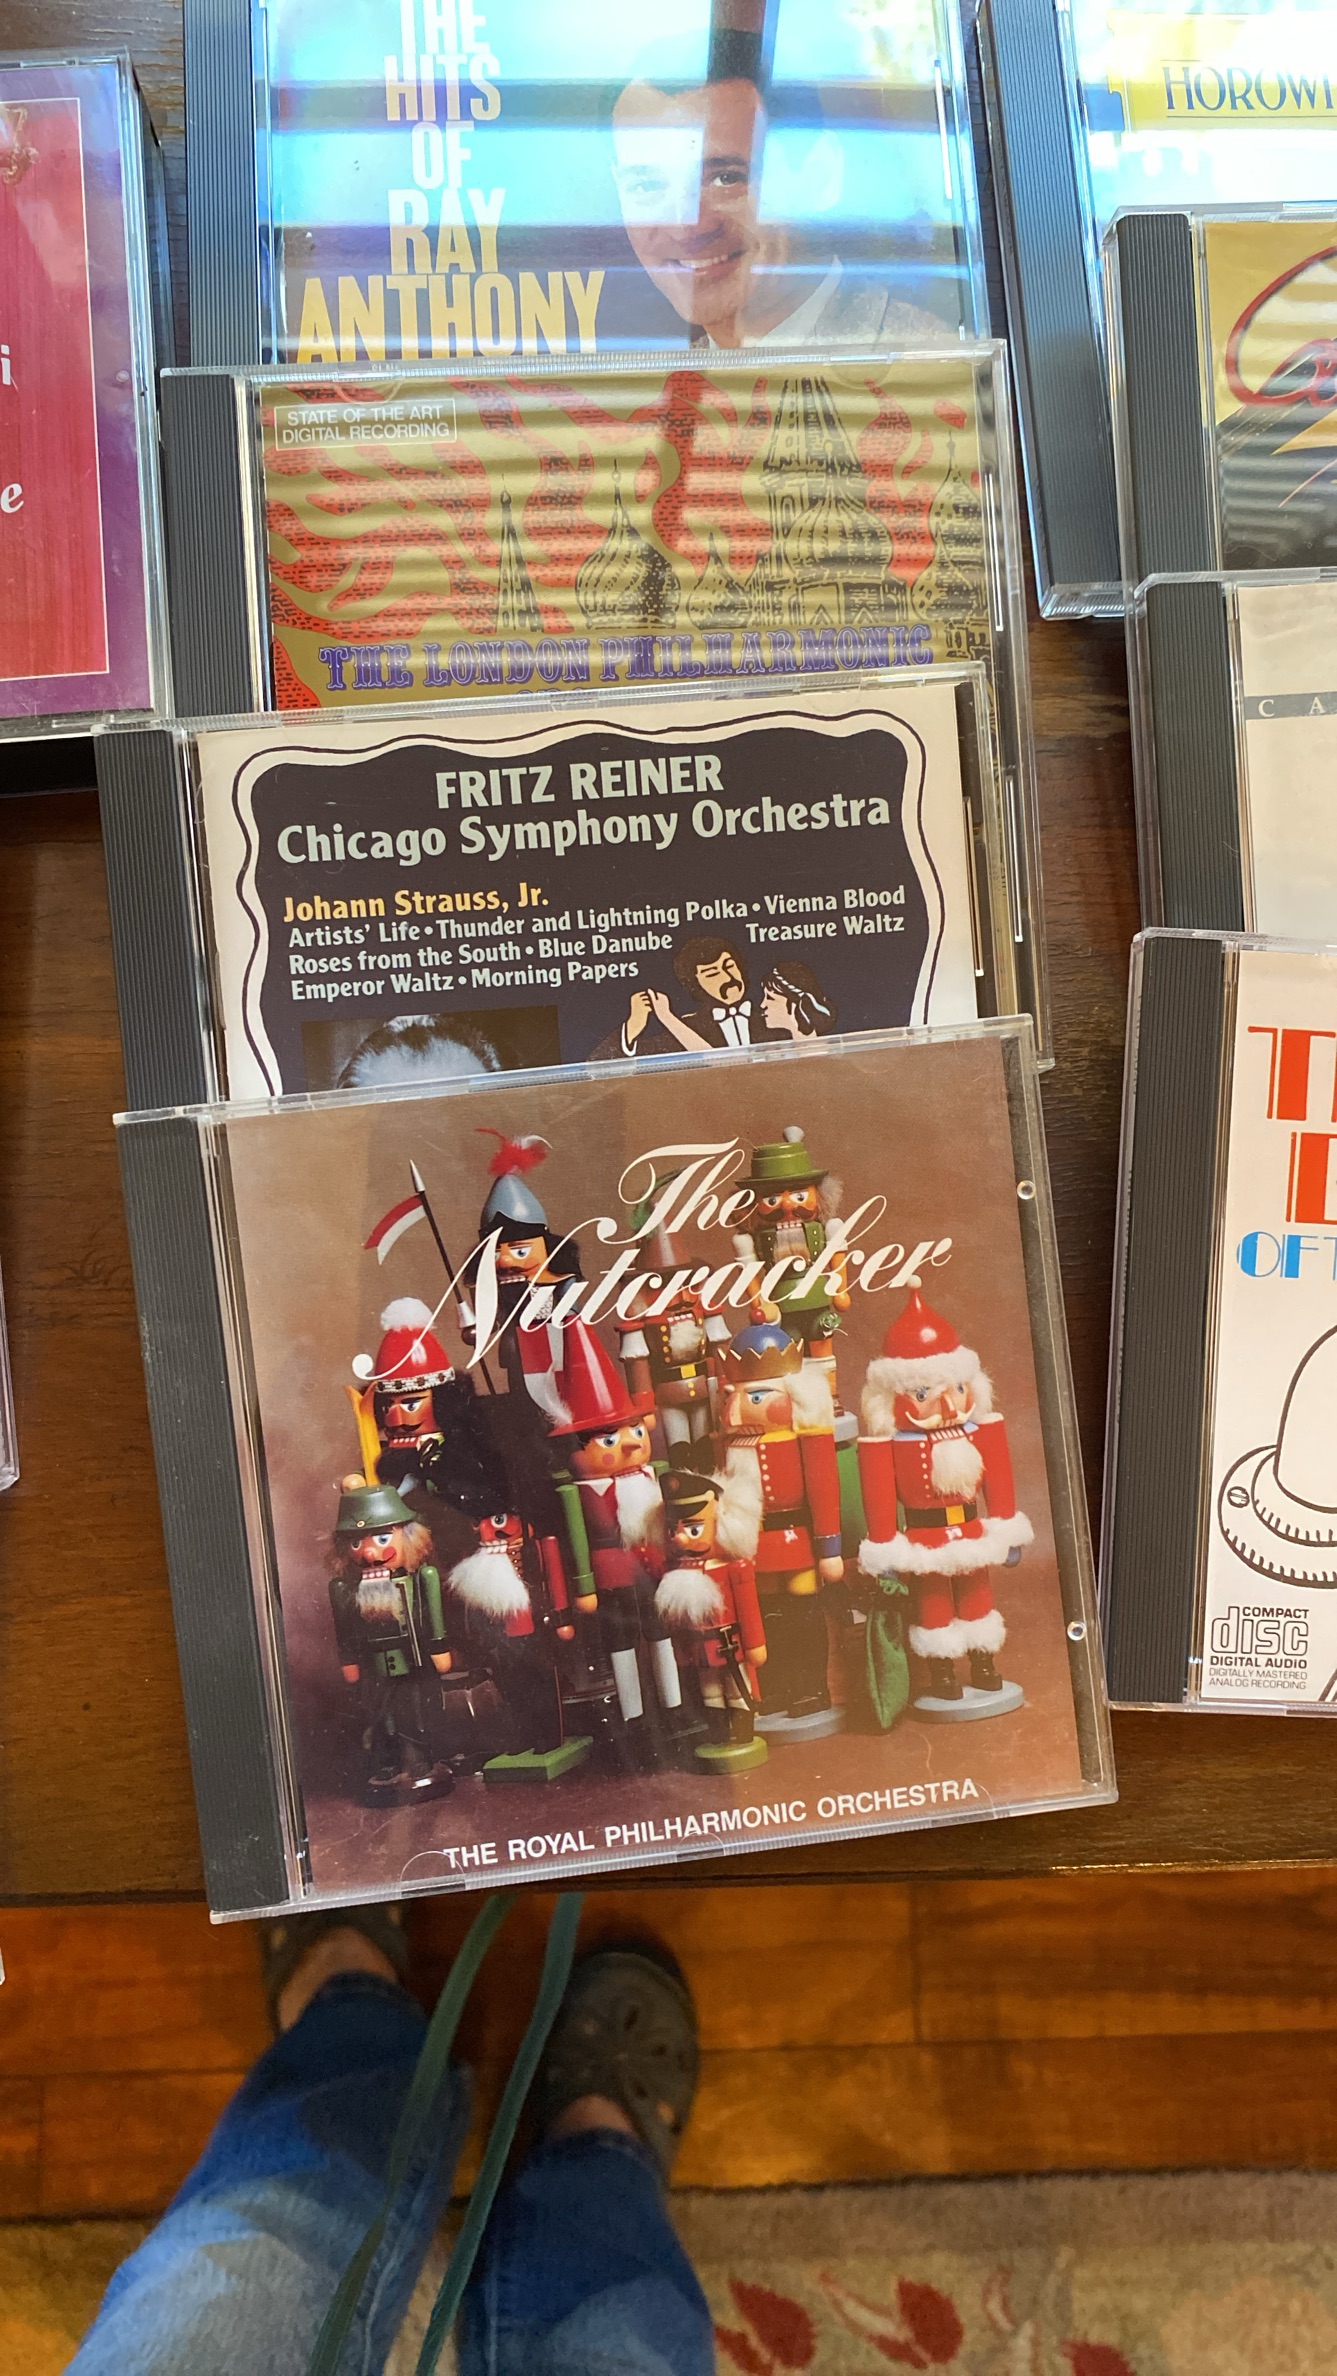 THE
HITS
OF
RAY
ANTHONY
STATE OF THE ART
DIGITAL RECORDING
THE LONDON PHILHARMONIC
FRITZ REINER
Chicago Symphony Orchestra
Johann Strauss, Jr.
Artists' Life • Thunder and Lightning Polka • Vienna Blood
Roses from the South • Blue Danube Treasure Waltz
Emperor Waltz • Morning Papers
The
Nutcracker
THE ROYAL PHILHARMONIC ORCHESTRA
i
e
C A
OF
COMPACT
disc
DIGITAL AUDIO
DIGITALLY MASTERED
ANALOG RECORDING